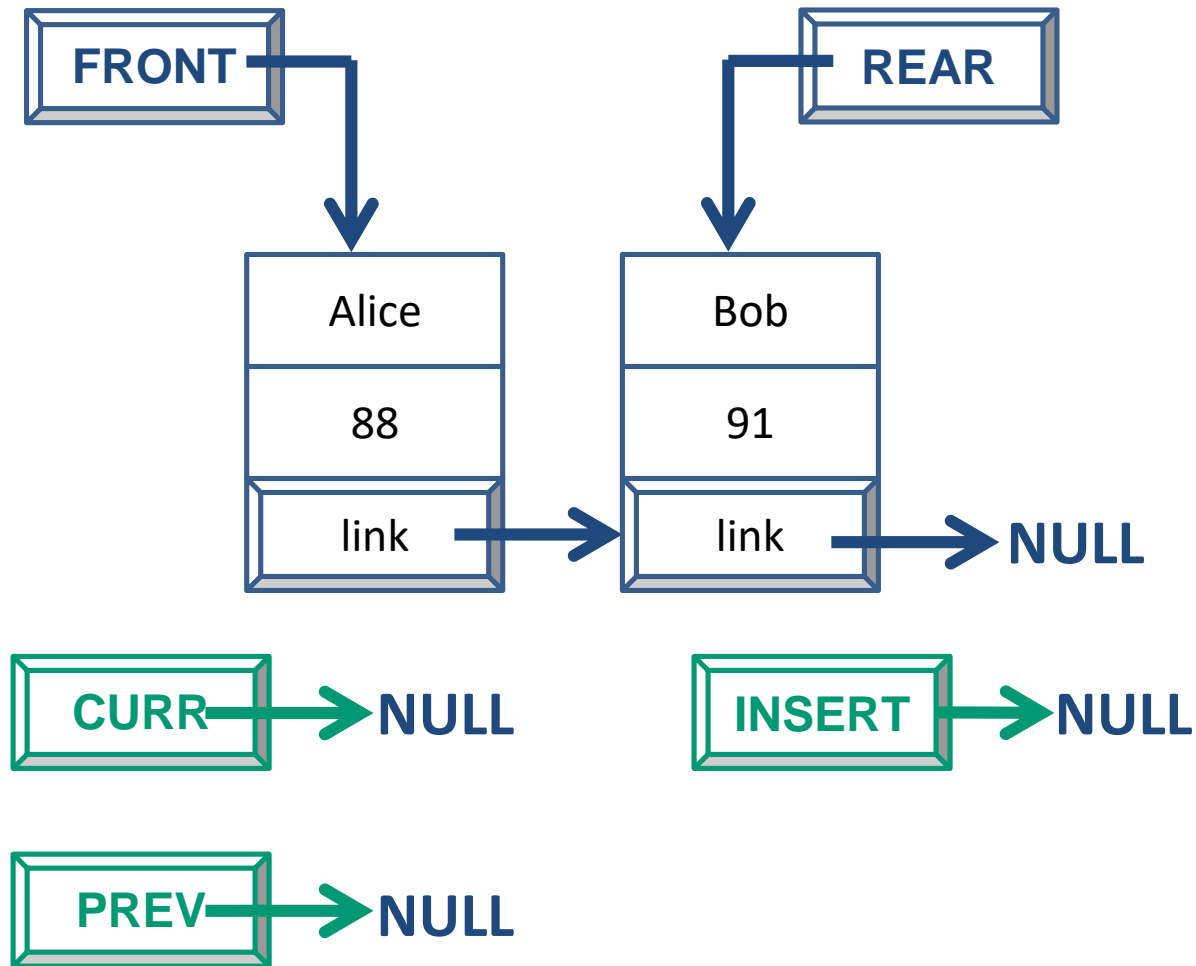 FRONT
REAR
Alice
Bob
88
91
link
link
NULL
CURR
NULL
INSERT
NULL
PREV
NULL